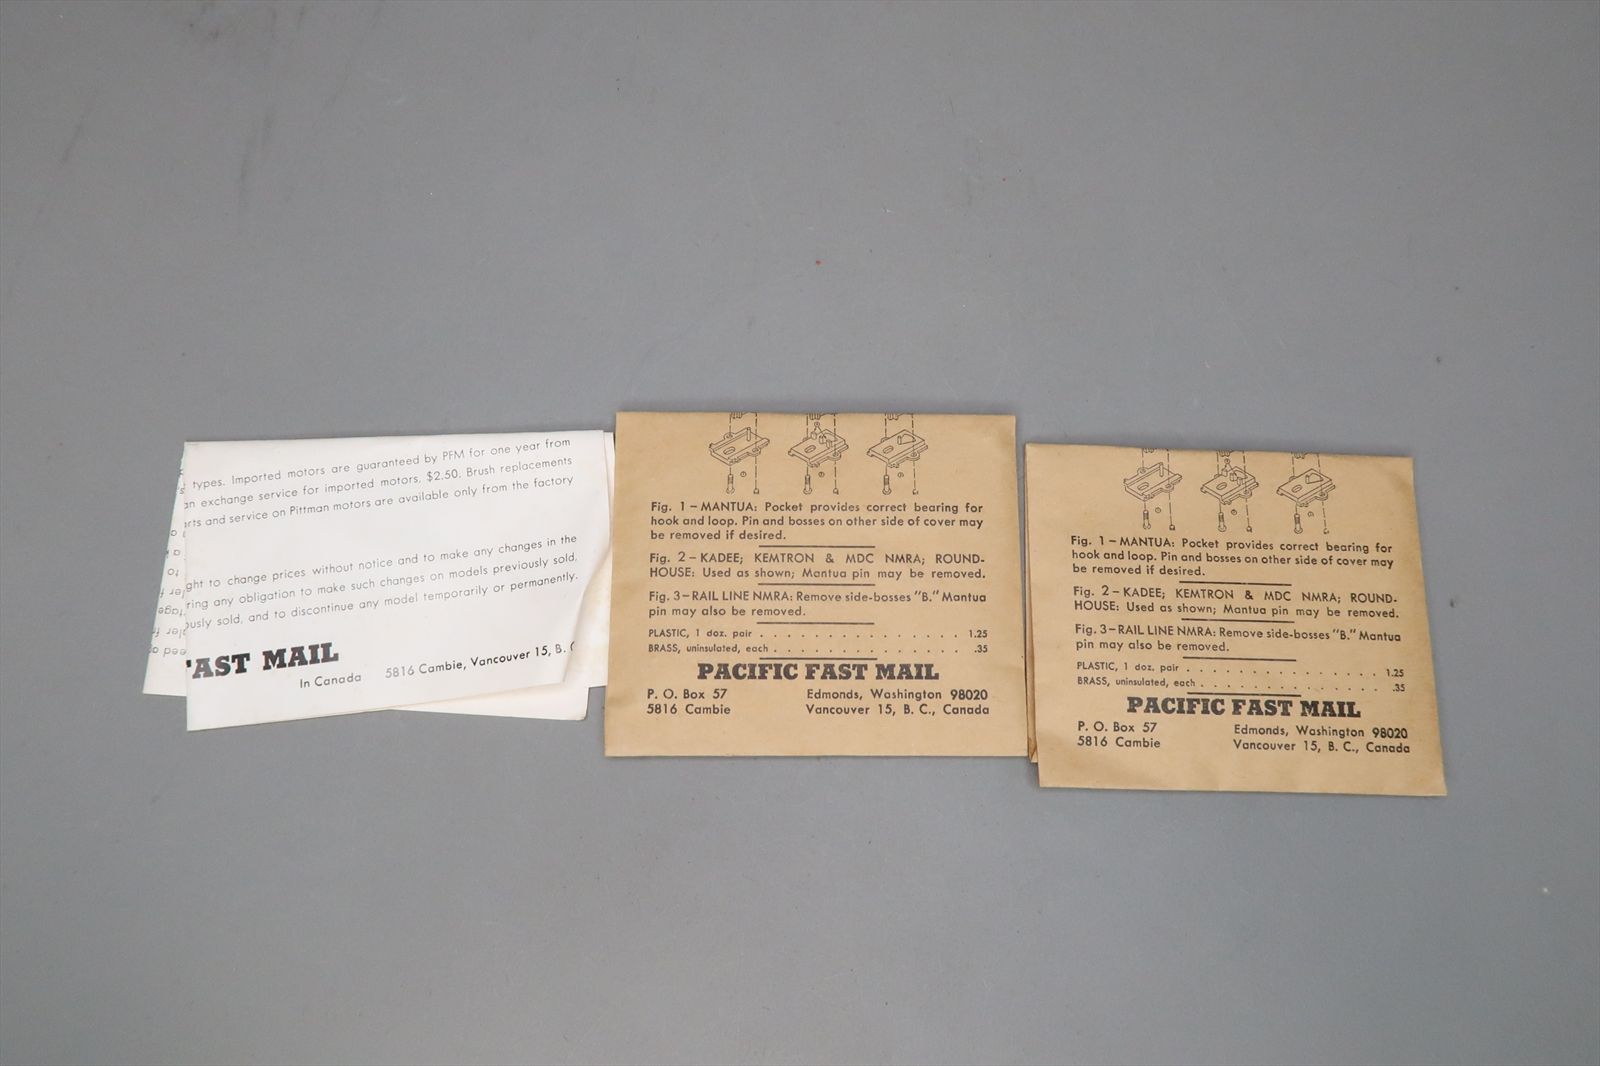 types. Imported motors are guaranteed by PFM for one year from
an exchange service for imported motors, $2.50. Brush replacements
and service on Pittman motors are available only from the factory
to change prices without notice and to make any changes in the
any obligation to make such changes on models previously sold,
sold, and to discontinue any model temporarily or permanently.
FAST MAIL
In Canada 5816 Cambie, Vancouver 15, B. C
Fig. 1 – MANTUA: Pocket provides correct bearing for
hook and loop. Pin and bosses on other side of cover may
be removed if desired.
Fig. 2 – KADEE; KEMTRON & MDC NMRA; ROUND-
HOUSE: Used as shown; Mantua pin may be removed.
Fig. 3 – RAIL LINE NMRA: Remove side-bosses "B." Mantua
pin may also be removed.
PLASTIC, 1 doz. pair . . . . . . . . . . . . . . . . 1.25
BRASS, uninsulated, each . . . . . . . . . . . . . . . .35
PACIFIC FAST MAIL
P. O. Box 57 Edmonds, Washington 98020
5816 Cambie Vancouver 15, B. C., Canada
Fig. 1 – MANTUA: Pocket provides correct bearing for
hook and loop. Pin and bosses on other side of cover may
be removed if desired.
Fig. 2 – KADEE; KEMTRON & MDC NMRA; ROUND-
HOUSE: Used as shown; Mantua pin may be removed.
Fig. 3 – RAIL LINE NMRA: Remove side-bosses "B." Mantua
pin may also be removed.
PLASTIC, 1 doz. pair . . . . . . . . . . . . . . . . 1.25
BRASS, uninsulated, each . . . . . . . . . . . . . . . .35
PACIFIC FAST MAIL
P. O. Box 57 Edmonds, Washington 98020
5816 Cambie Vancouver 15, B. C., Canada